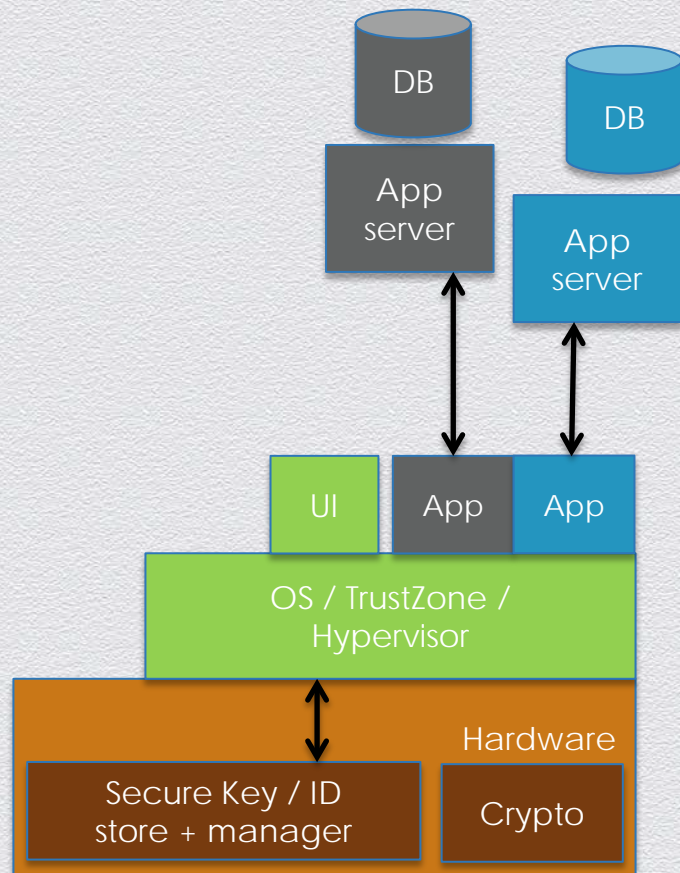 DB
DB
App
server
App
server
UI
App
App
OS / TrustZone /
Hypervisor
Hardware
Secure Key / ID
store + manager
Crypto